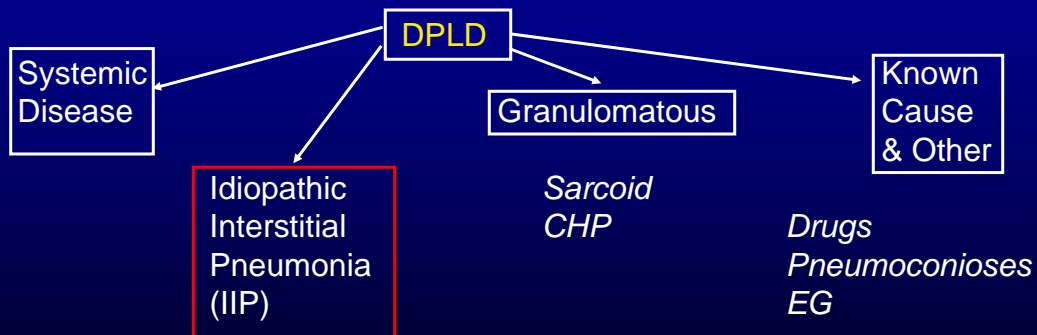 DPLD
Systemic
Disease
Idiopathic
Interstitial
Pneumonia
(IIP)
Granulomatous
Sarcoid
CHP
Known
Cause
& Other
Drugs
Pneumoconioses
EG